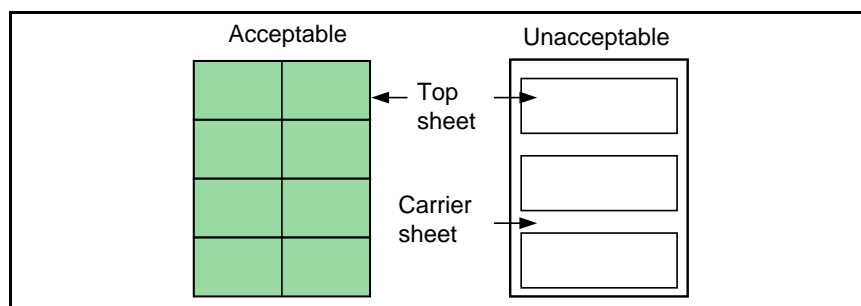 Acceptable
Unacceptable
Top
sheet
Carrier
sheet